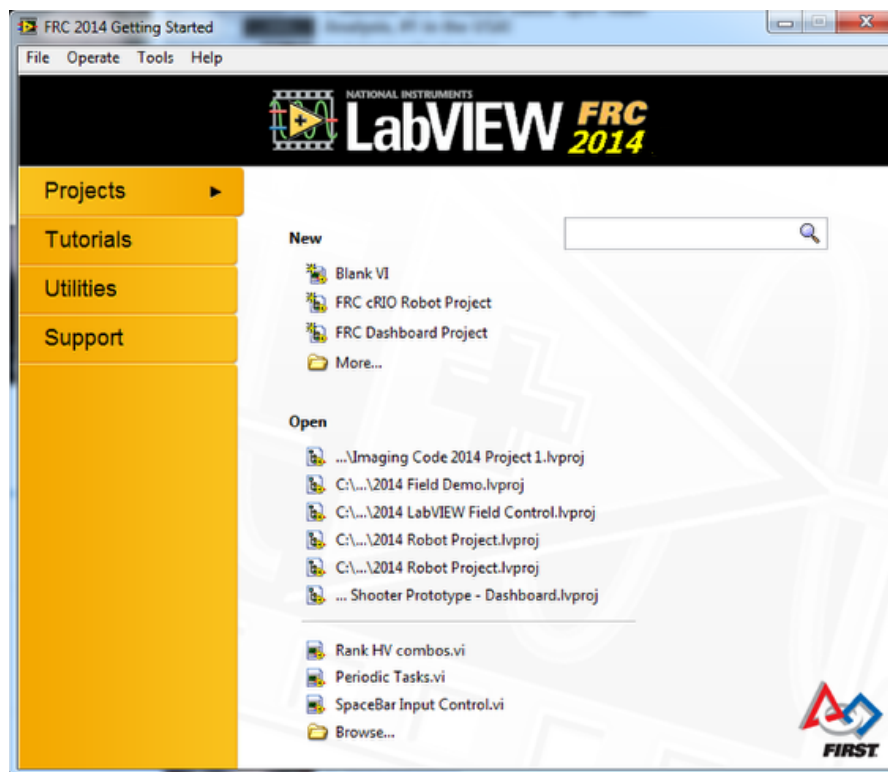 FRC 2014 Getting Started
File Operate Tools Help
NATIONAL INSTRUMENTS
LabVIEW FRC 2014
Projects
Tutorials
Utilities
Support
New
Blank VI
FRC cRIO Robot Project
FRC Dashboard Project
More...
Open
...\Imaging Code 2014 Project 1.lvproj
C:\...\2014 Field Demo.lvproj
C:\...\2014 LabVIEW Field Control.lvproj
C:\...\2014 Robot Project.lvproj
C:\...\2014 Robot Project.lvproj
... Shooter Prototype - Dashboard.lvproj
Rank HV combos.vi
Periodic Tasks.vi
SpaceBar Input Control.vi
Browse...
FIRST